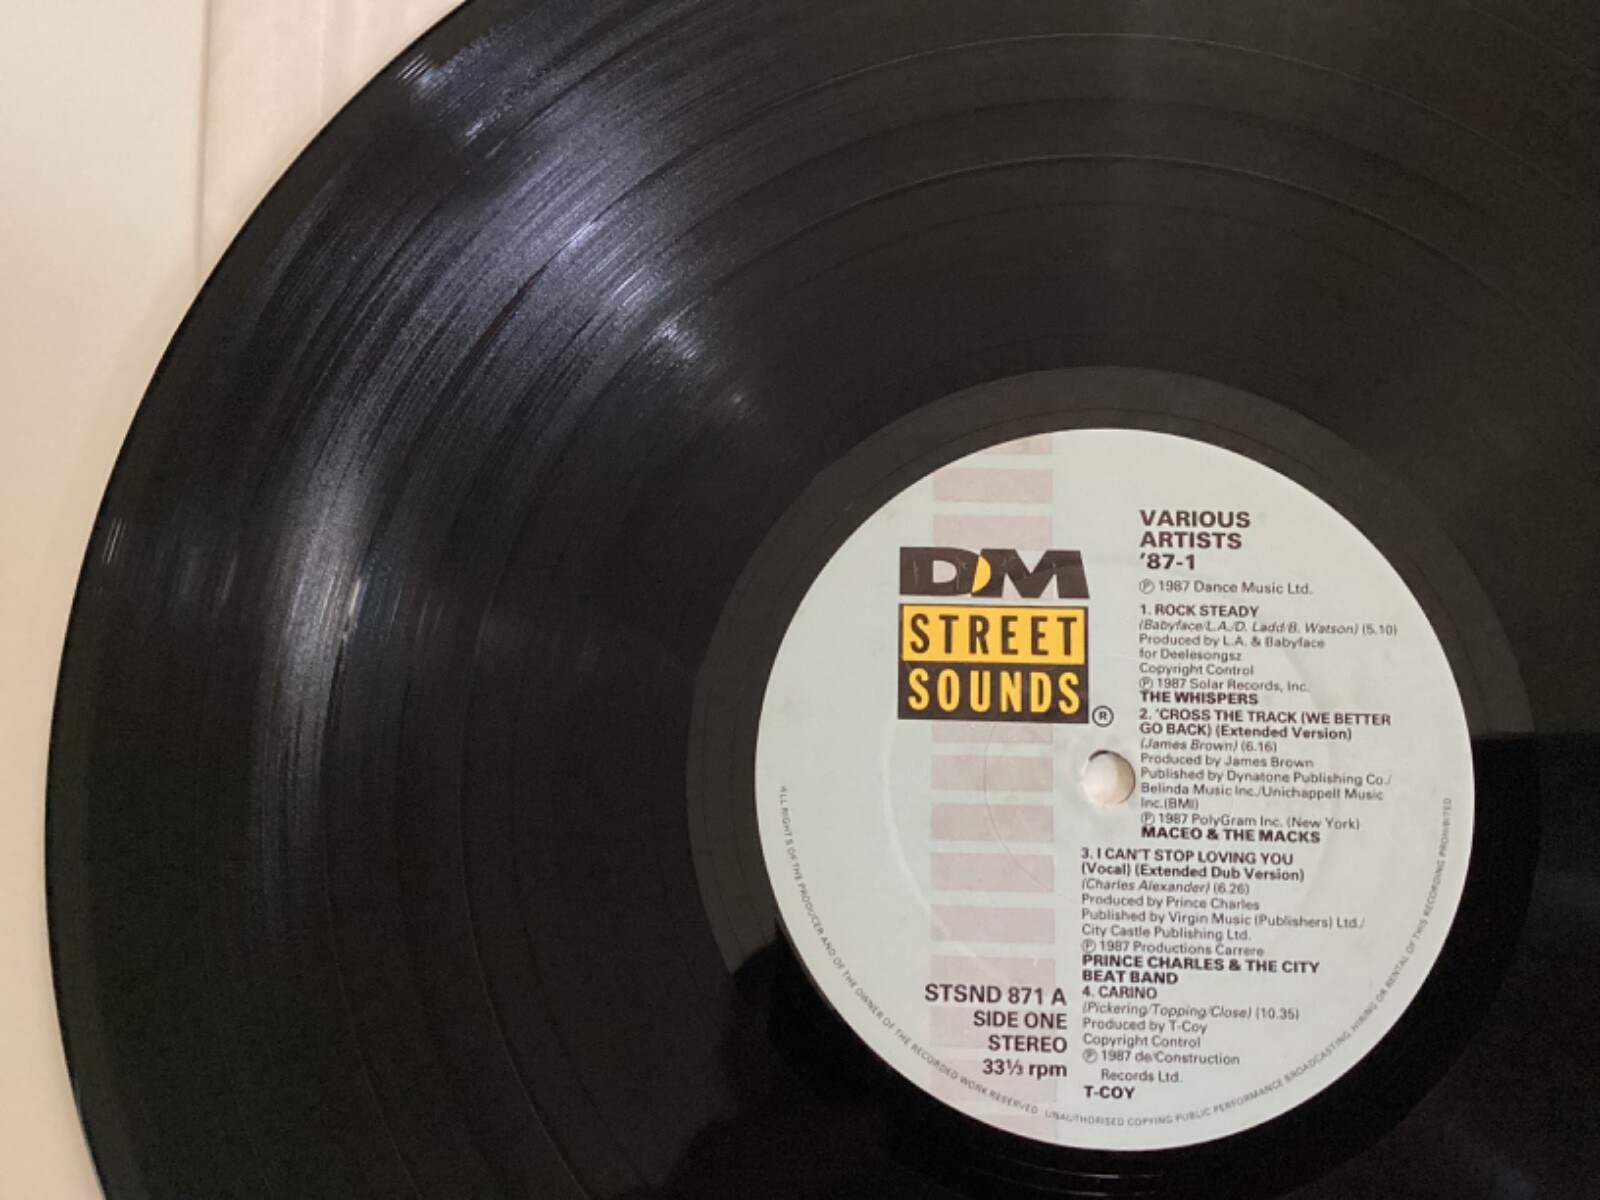 DM
STREET
SOUNDS
®
VARIOUS
ARTISTS
'87-1
℗ 1987 Dance Music Ltd.
1. ROCK STEADY
(Babyface/L.A./D. Ladd/B. Watson) (5.10)
Produced by L.A. & Babyface
for Deelesongsz
Copyright Control
℗ 1987 Solar Records, Inc.
THE WHISPERS
2. 'CROSS THE TRACK (WE BETTER
GO BACK) (Extended Version)
(James Brown) (6.16)
Produced by James Brown
Published by Dynatone Publishing Co./
Belinda Music Inc./Unichappell Music
Inc.(BMI)
℗ 1987 PolyGram Inc. (New York)
MACEO & THE MACKS
3. I CAN'T STOP LOVING YOU
(Vocal) (Extended Dub Version)
(Charles Alexander) (6.26)
Produced by Prince Charles
Published by Virgin Music (Publishers) Ltd./
City Castle Publishing Ltd.
℗ 1987 Productions Carrere
PRINCE CHARLES & THE CITY
BEAT BAND
4. CARINO
(Pickering/Topping/Close) (10.35)
Produced by T-Coy
Copyright Control
℗ 1987 de/Construction
Records Ltd.
T-COY
STSND 871 A
SIDE ONE
STEREO
33⅓ rpm
ALL RIGHTS OF THE PRODUCER AND OF THE OWNER OF THE RECORDED WORK RESERVED UNAUTHORISED COPYING PUBLIC PERFORMANCE BROADCASTING, HIRING OR RENTAL OF THIS RECORDING PROHIBITED